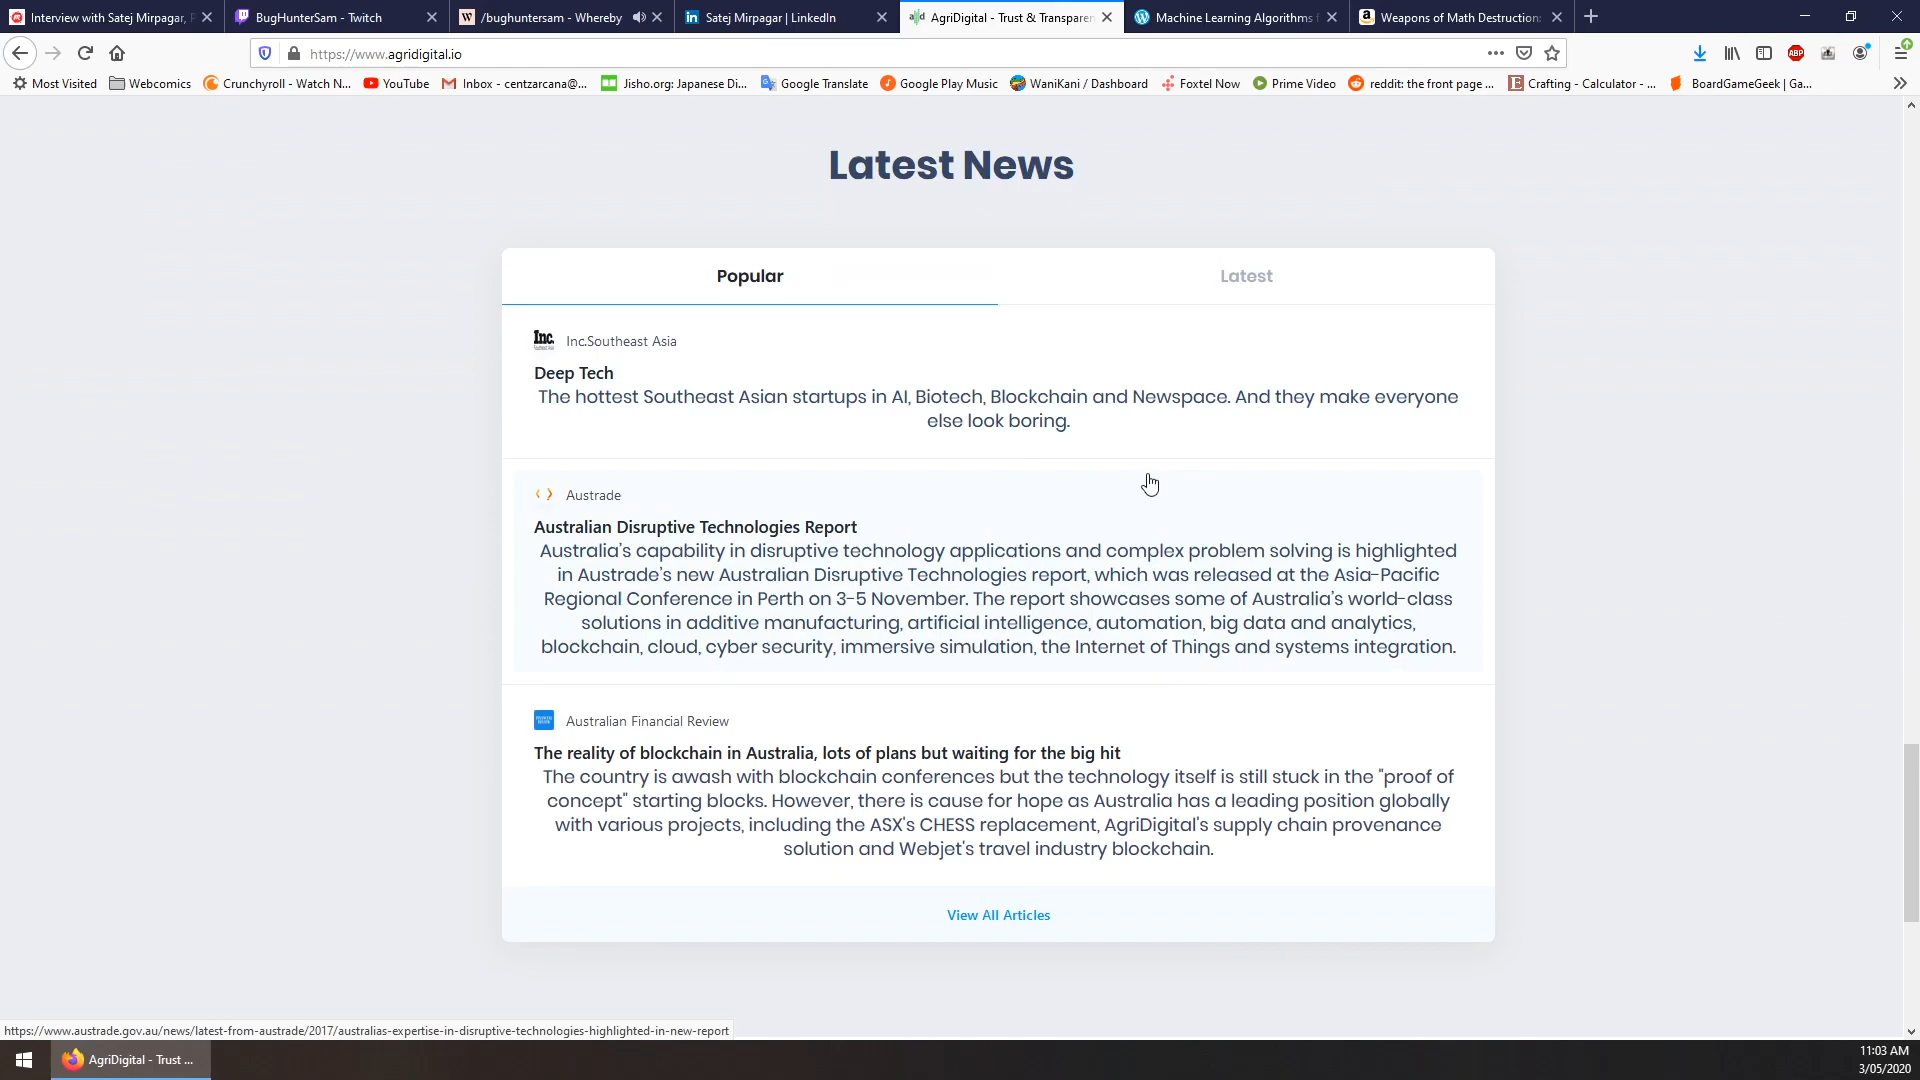 Interview with Satej Mirpagar,
BugHunterSam - Twitch
/bughuntersam - Whereby
Satej Mirpagar | LinkedIn
AgriDigital - Trust & Transparen
Machine Learning Algorithms
Weapons of Math Destruction:
https://www.agridigital.io
Most Visited
Webcomics
Crunchyroll - Watch N...
YouTube
Inbox - centzarcana@...
Jisho.org: Japanese Di...
Google Translate
Google Play Music
WaniKani / Dashboard
Foxtel Now
Prime Video
reddit: the front page ...
Crafting - Calculator - ...
BoardGameGeek | Ga...
Latest News
Popular
Latest
Inc.
Inc.Southeast Asia
Deep Tech
The hottest Southeast Asian startups in AI, Biotech, Blockchain and Newspace. And they make everyone
else look boring.
Austrade
Australian Disruptive Technologies Report
Australia’s capability in disruptive technology applications and complex problem solving is highlighted
in Austrade’s new Australian Disruptive Technologies report, which was released at the Asia-Pacific
Regional Conference in Perth on 3-5 November. The report showcases some of Australia’s world-class
solutions in additive manufacturing, artificial intelligence, automation, big data and analytics,
blockchain, cloud, cyber security, immersive simulation, the Internet of Things and systems integration.
Australian Financial Review
The reality of blockchain in Australia, lots of plans but waiting for the big hit
The country is awash with blockchain conferences but the technology itself is still stuck in the "proof of
concept" starting blocks. However, there is cause for hope as Australia has a leading position globally
with various projects, including the ASX's CHESS replacement, AgriDigital's supply chain provenance
solution and Webjet's travel industry blockchain.
View All Articles
https://www.austrade.gov.au/news/latest-from-austrade/2017/australias-expertise-in-disruptive-technologies-highlighted-in-new-report
AgriDigital - Trust ...
11:03 AM
3/05/2020